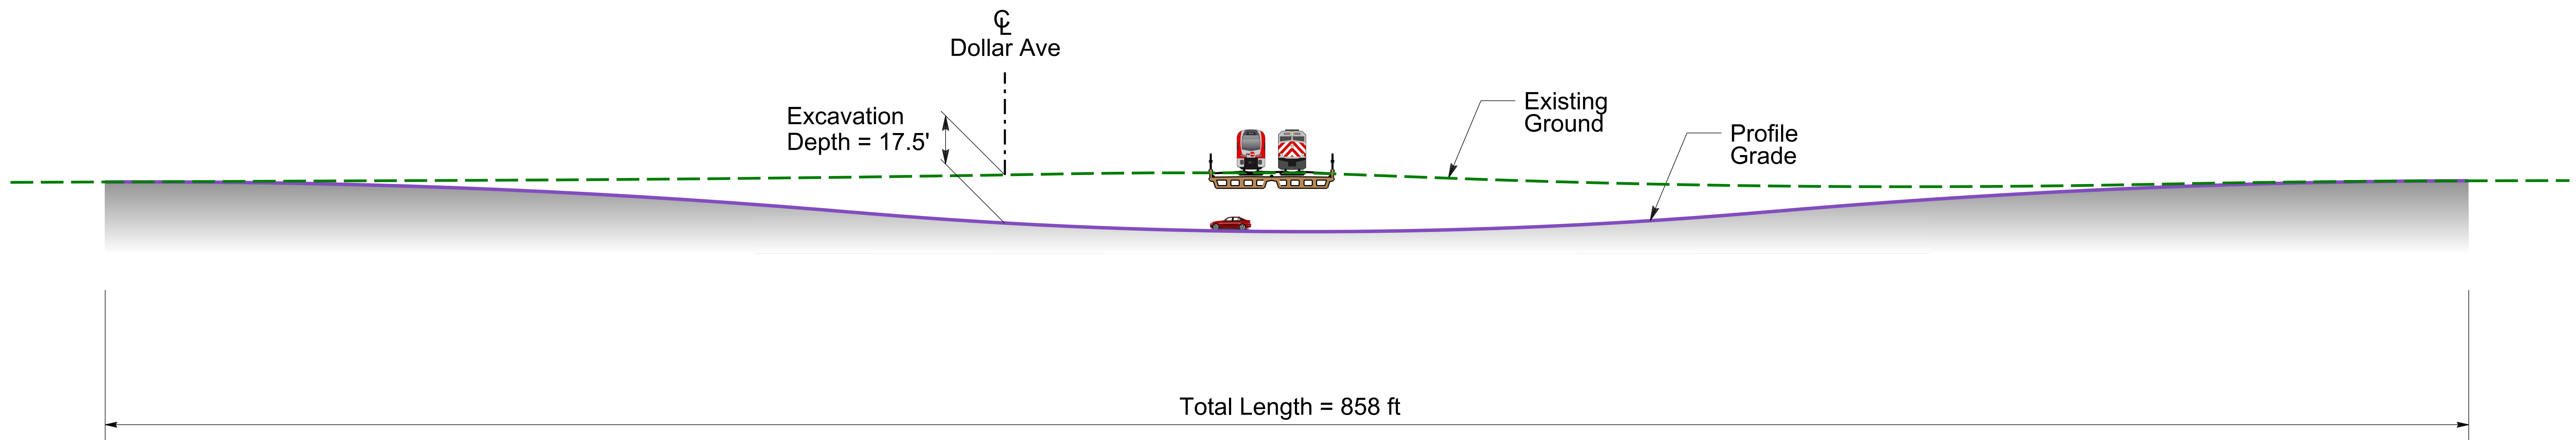 ℄
Dollar Ave
Excavation
Depth = 17.5'
Existing
Ground
Profile
Grade
Total Length = 858 ft